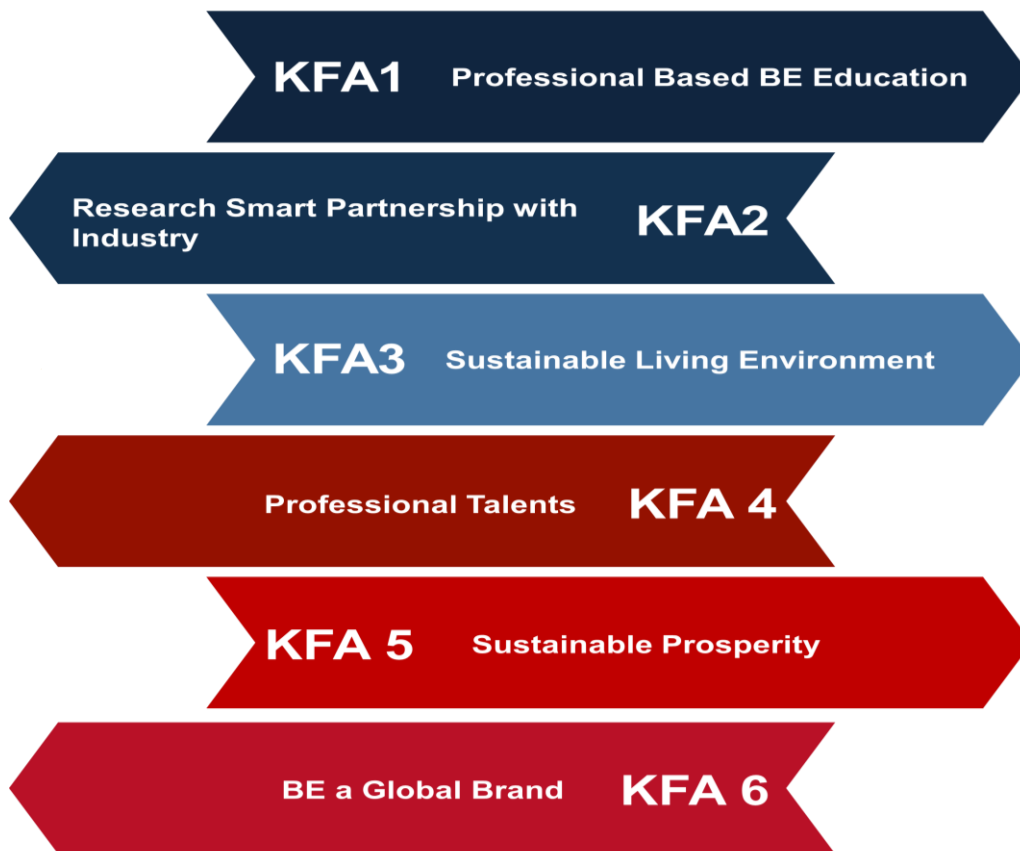 KFA1 Professional Based BE Education
Research Smart Partnership with
Industry
KFA2
KFA3 Sustainable Living Environment
Professional Talents KFA 4
KFA 5 Sustainable Prosperity
BE a Global Brand KFA 6